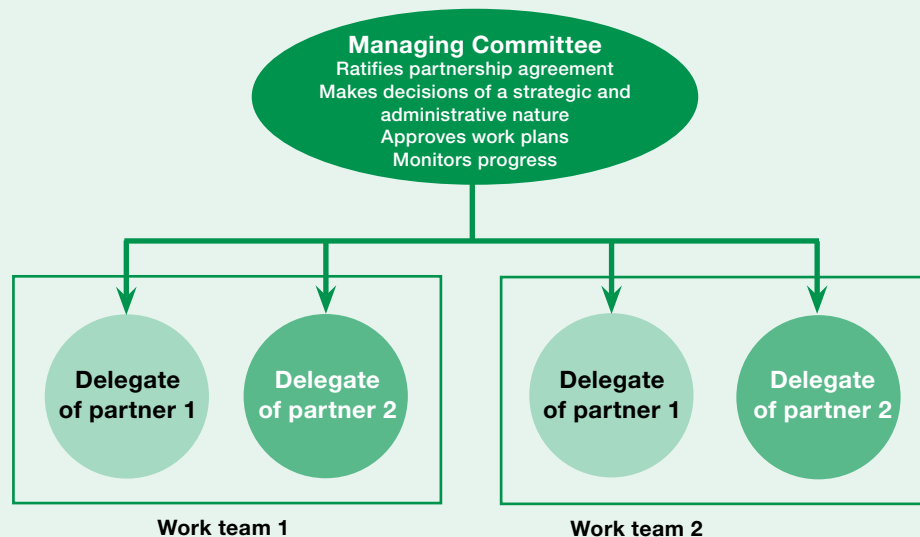 Managing Committee
Ratifies partnership agreement
Makes decisions of a strategic and
administrative nature
Approves work plans
Monitors progress
Delegate
of partner 1
Delegate
of partner 2
Delegate
of partner 1
Delegate
of partner 2
Work team 1
Work team 2